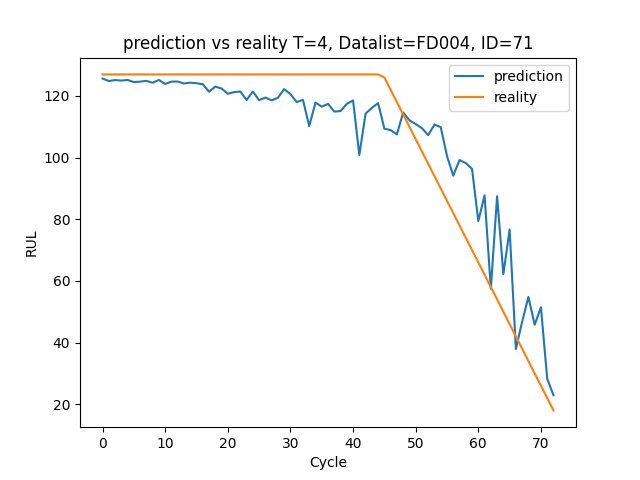 prediction vs reality T=4, Datalist=FD004, ID=71
prediction
reality
RUL
120
100
80
60
40
20
0 10 20 30 40 50 60 70
Cycle